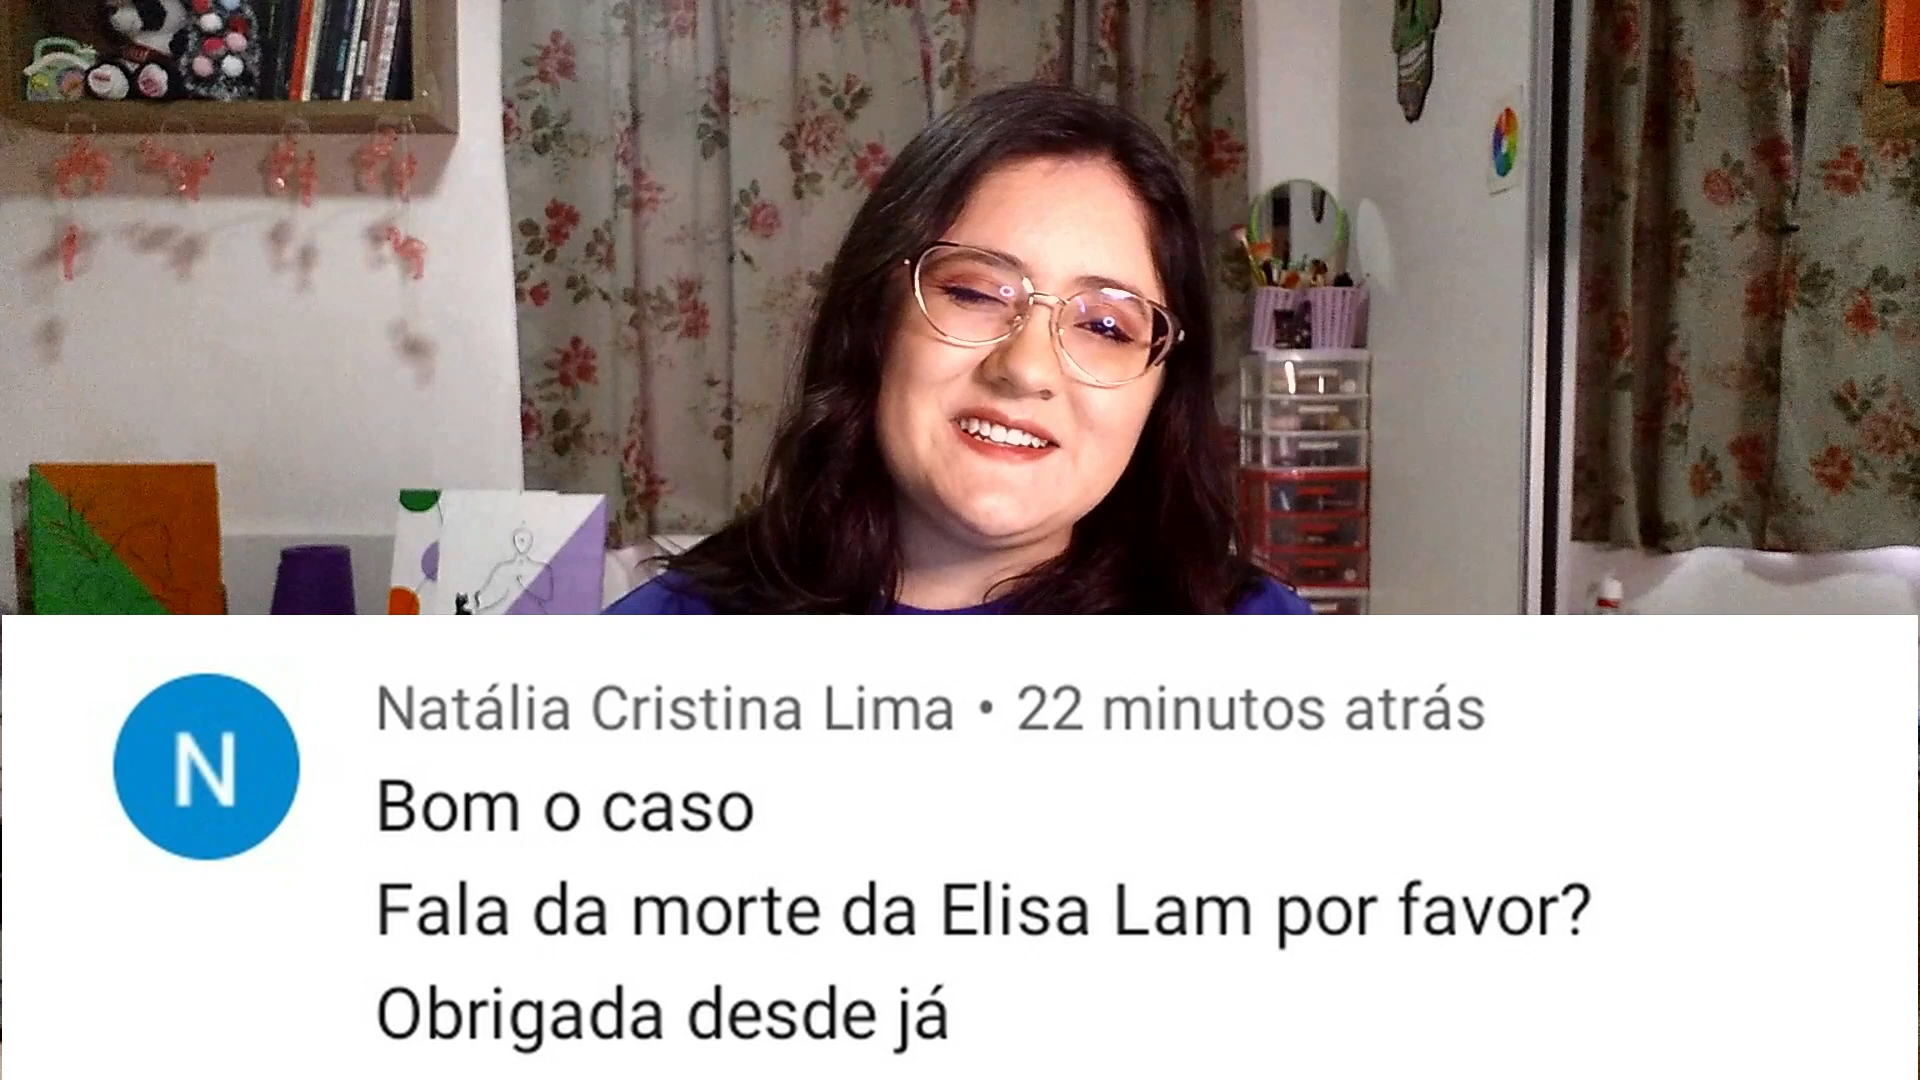 N
Natália Cristina Lima • 22 minutos atrás
Bom o caso
Fala da morte da Elisa Lam por favor?
Obrigada desde já